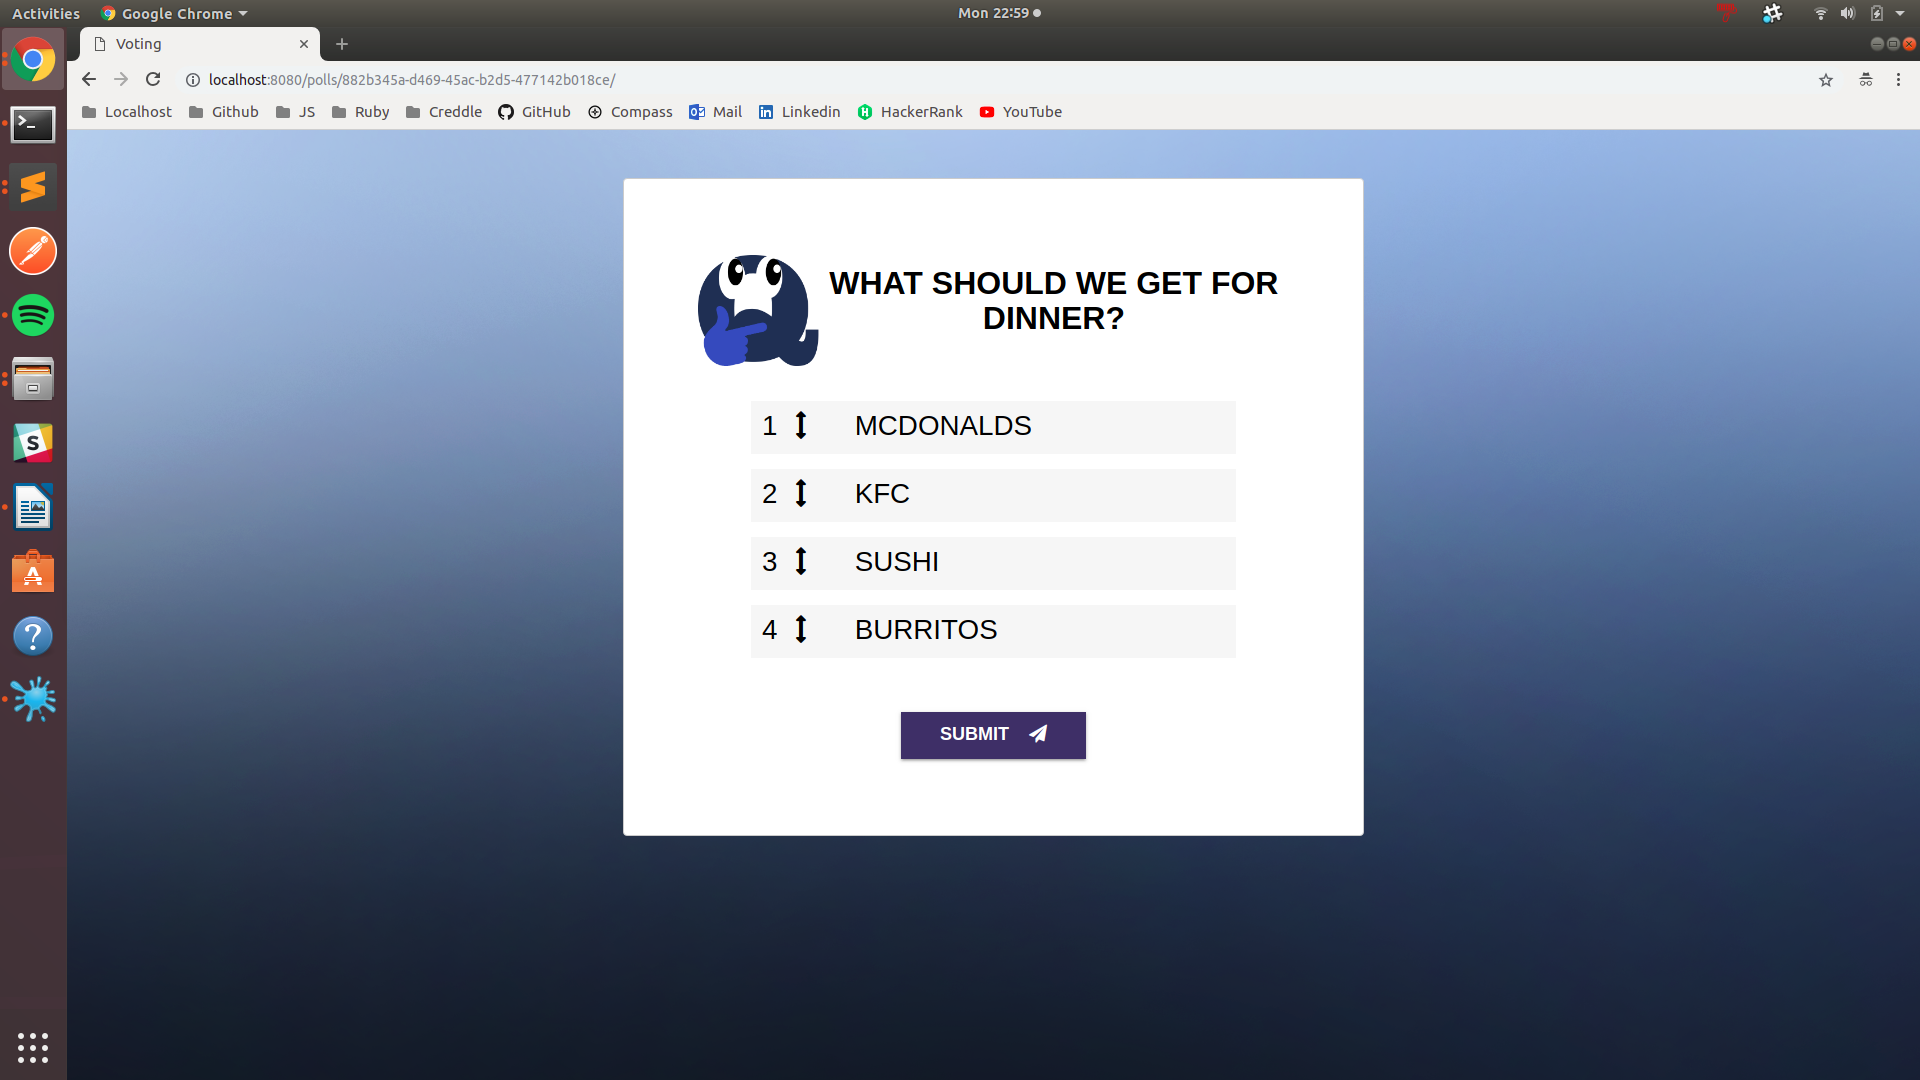 Activities
Google Chrome
Mon 22:59
Voting
localhost:8080/polls/882b345a-d469-45ac-b2d5-477142b018ce/
Localhost
Github
JS
Ruby
Creddle
GitHub
Compass
Mail
Linkedin
HackerRank
YouTube
WHAT SHOULD WE GET FOR
DINNER?
1 MCDONALDS
2 KFC
3 SUSHI
4 BURRITOS
SUBMIT